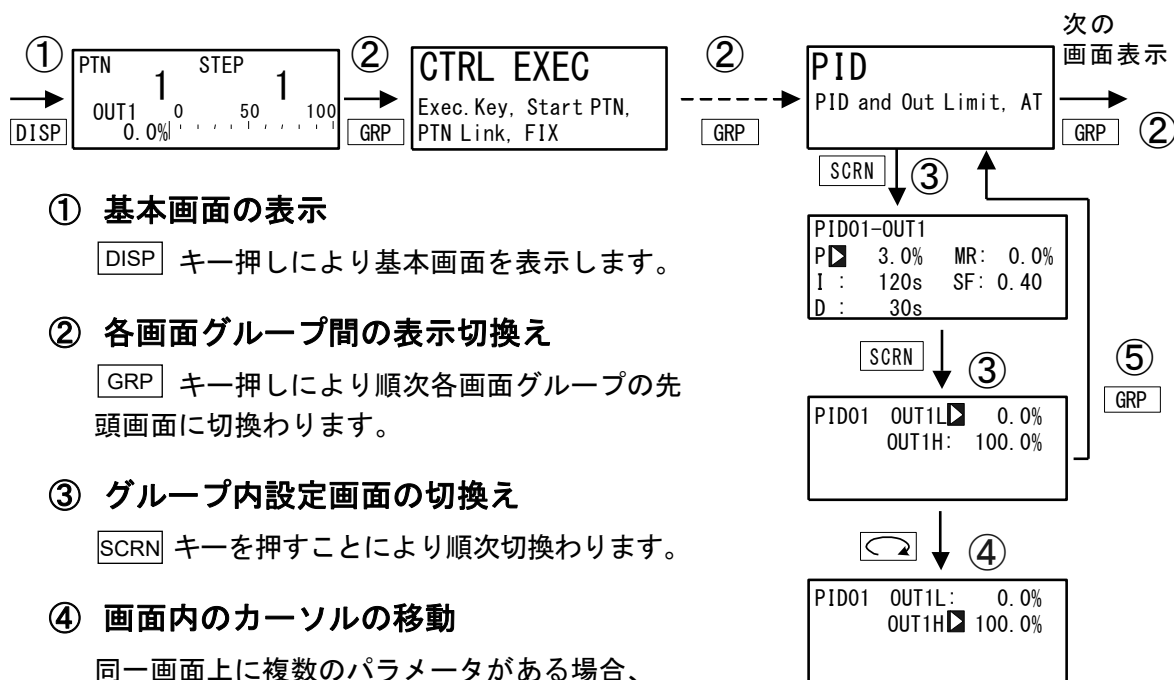 次の
画面表示
①
DISP
PTN 1 STEP 1
OUT1 0 50 100
0.0%
②
GRP
CTRL EXEC
Exec.Key, Start PTN,
PTN Link, FIX
②
GRP
PID
PID and Out Limit, AT
GRP ②
SCRN ③
PID01-OUT1
P 3.0% MR: 0.0%
I : 120s SF: 0.40
D : 30s
SCRN ③
PID01 OUT1L 0.0%
OUT1H: 100.0%
⑤
GRP
④
PID01 OUT1L: 0.0%
OUT1H 100.0%
① 基本画面の表示
DISP キー押しにより基本画面を表示します。
② 各画面グループ間の表示切換え
GRP キー押しにより順次各画面グループの先
頭画面に切換わります。
③ グループ内設定画面の切換え
SCRN キーを押すことにより順次切換わります。
④ 画面内のカーソルの移動
同一画面上に複数のパラメータがある場合、